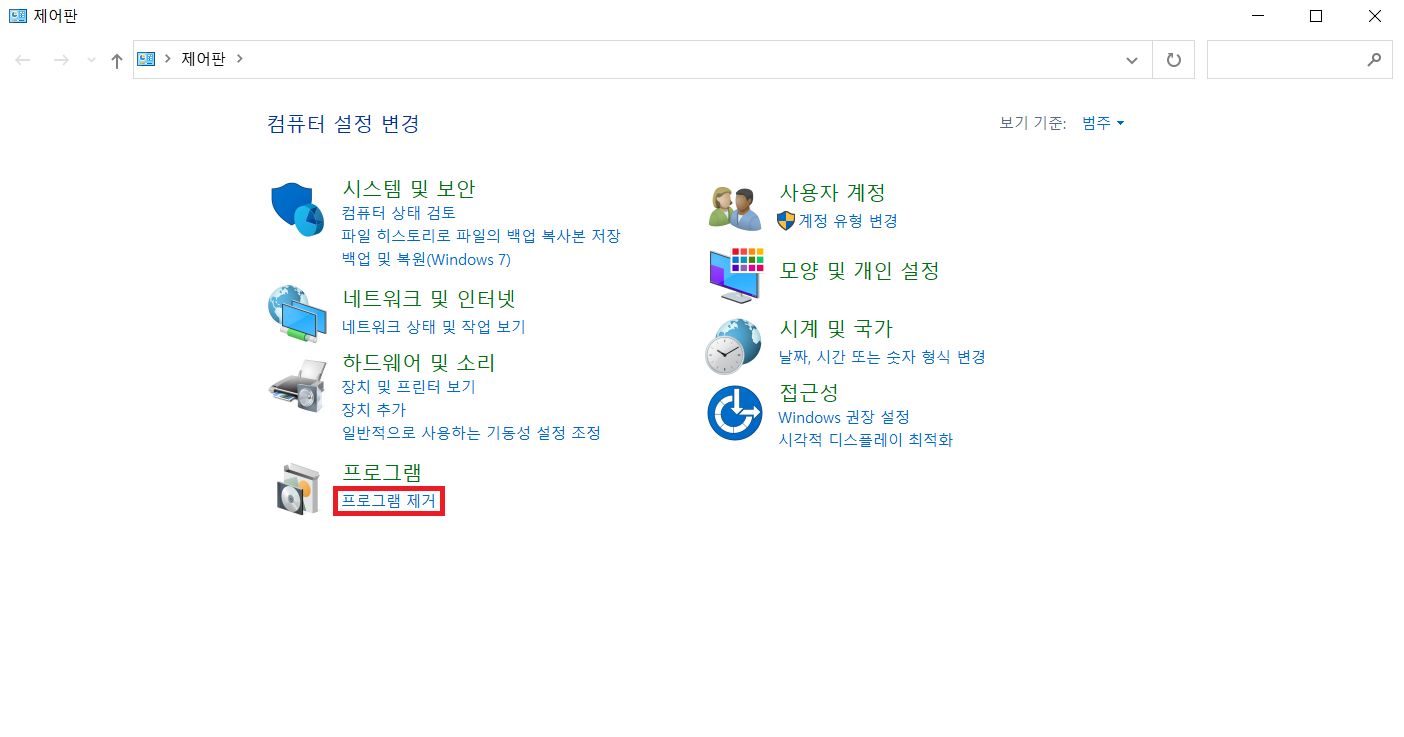 제어판
제어판
컴퓨터 설정 변경
보기 기준: 범주
시스템 및 보안
컴퓨터 상태 검토
파일 히스토리로 파일의 백업 복사본 저장
백업 및 복원(Windows 7)
네트워크 및 인터넷
네트워크 상태 및 작업 보기
하드웨어 및 소리
장치 및 프린터 보기
장치 추가
일반적으로 사용하는 기동성 설정 조정
프로그램
프로그램 제거
사용자 계정
계정 유형 변경
모양 및 개인 설정
시계 및 국가
날짜, 시간 또는 숫자 형식 변경
접근성
Windows 권장 설정
시각적 디스플레이 최적화